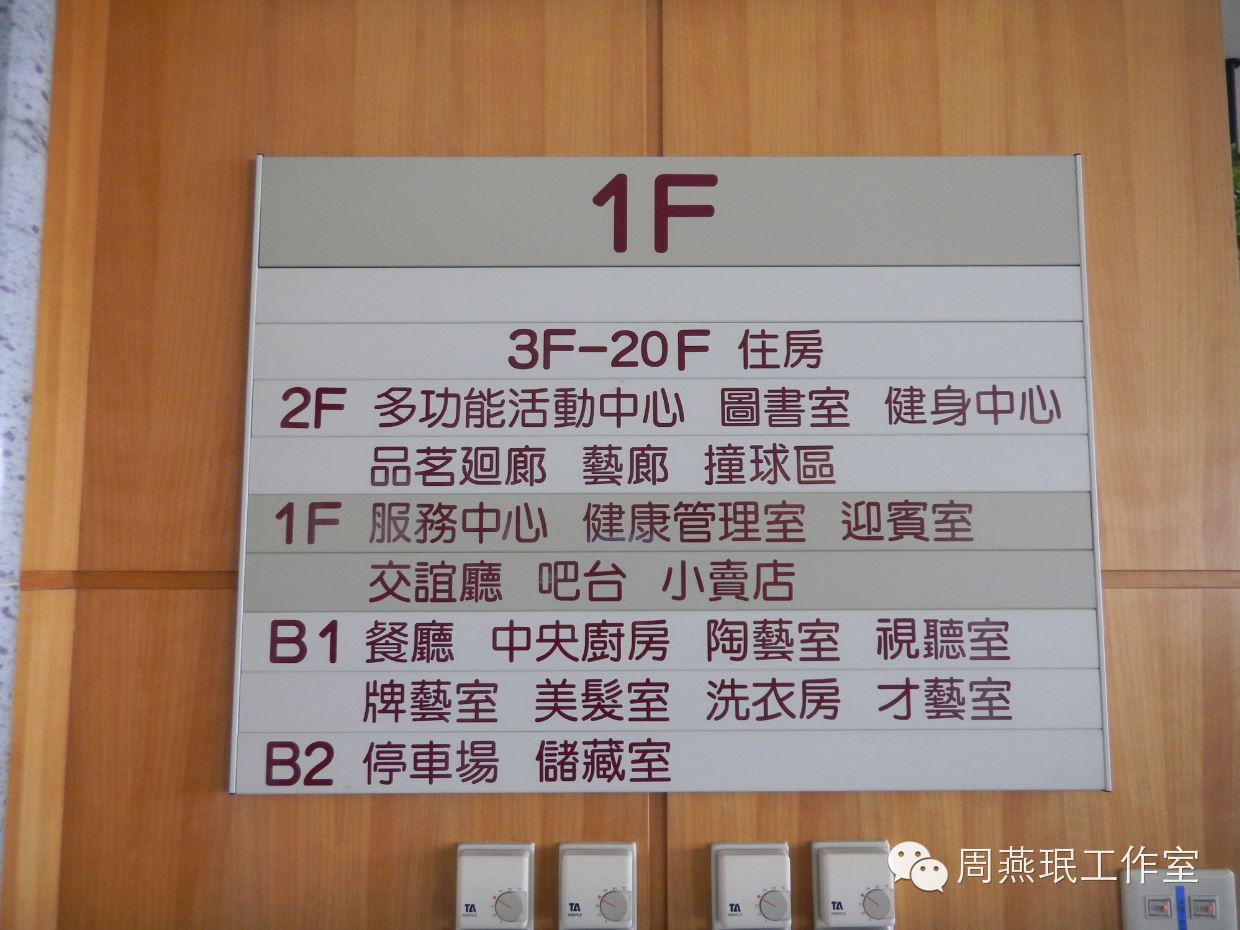 1F
3F-20F 住房
2F 多功能活動中心 圖書室 健身中心
品茗迴廊 藝廊 撞球區
1F 服務中心 健康管理室 迎賓室
交誼廳 吧台 小賣店
B1 餐廳 中央廚房 陶藝室 視聽室
牌藝室 美髮室 洗衣房 才藝室
B2 停車場 儲藏室
TA TA TA TA
周燕珉工作室